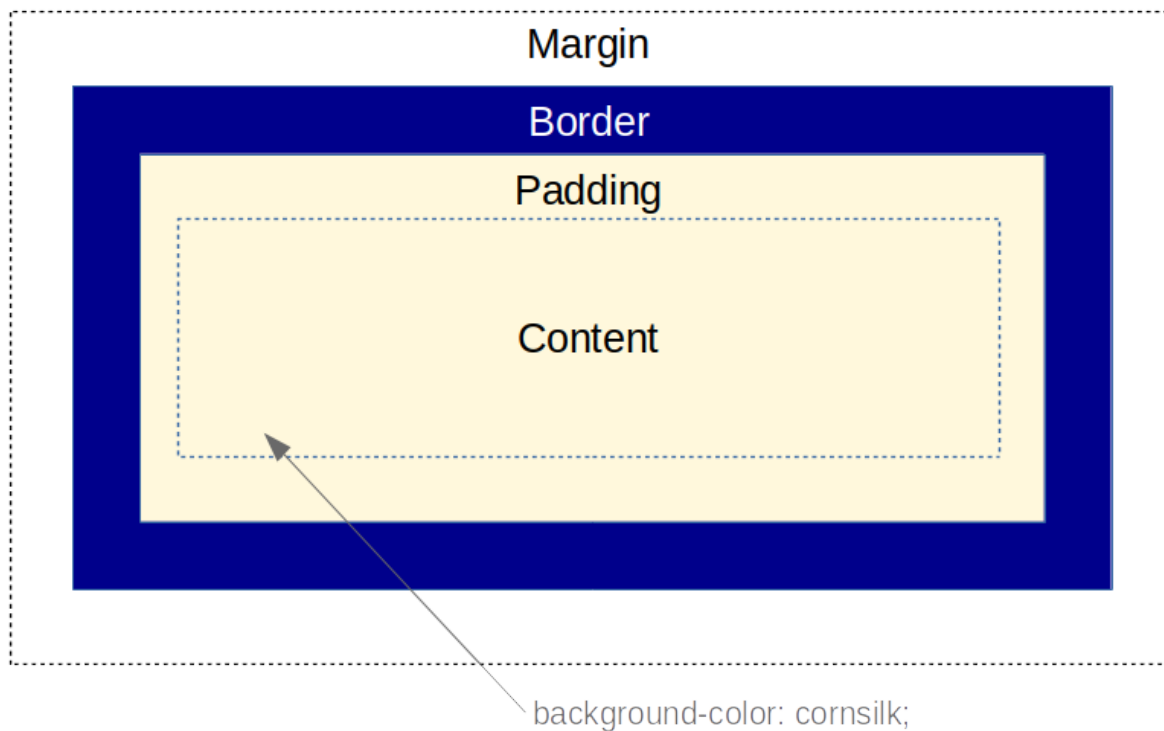 Margin
Border
Padding
Content
background-color: cornsilk;